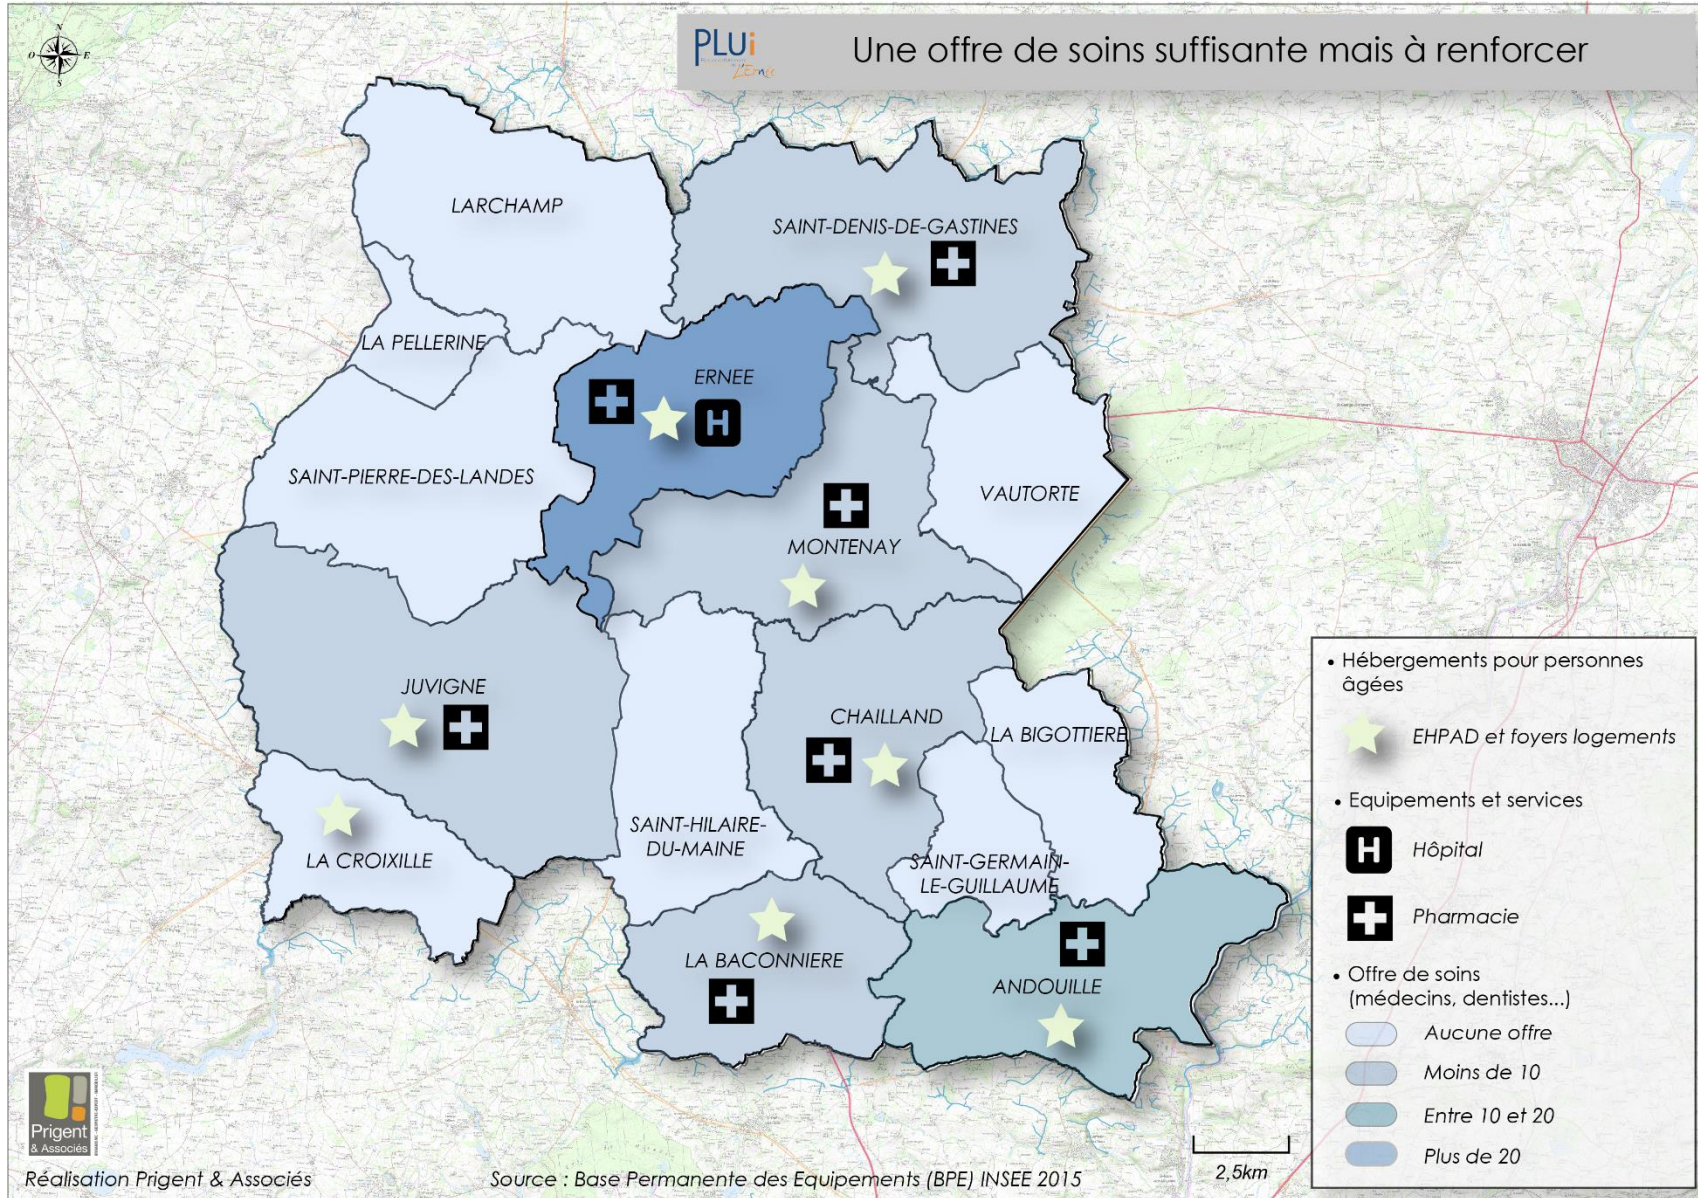 N
O
E
S
PLUi
L'Ernée
Une offre de soins suffisante mais à renforcer
LARCHAMP
SAINT-DENIS-DE-GASTINES
LA PELLERINE
ERNEE
H
SAINT-PIERRE-DES-LANDES
VAUTORTE
MONTENAY
JUVIGNE
CHAILLAND
LA BIGOTTIERE
SAINT-HILAIRE-
DU-MAINE
LA CROIXILLE
SAINT-GERMAIN-
LE-GUILLAUME
LA BACONNIERE
ANDOUILLE
• Hébergements pour personnes
âgées
EHPAD et foyers logements
• Equipements et services
H
Hôpital
Pharmacie
• Offre de soins
(médecins, dentistes...)
Aucune offre
Moins de 10
Entre 10 et 20
Plus de 20
Prigent
& Associés
Réalisation Prigent & Associés
Source : Base Permanente des Equipements (BPE) INSEE 2015
2,5km